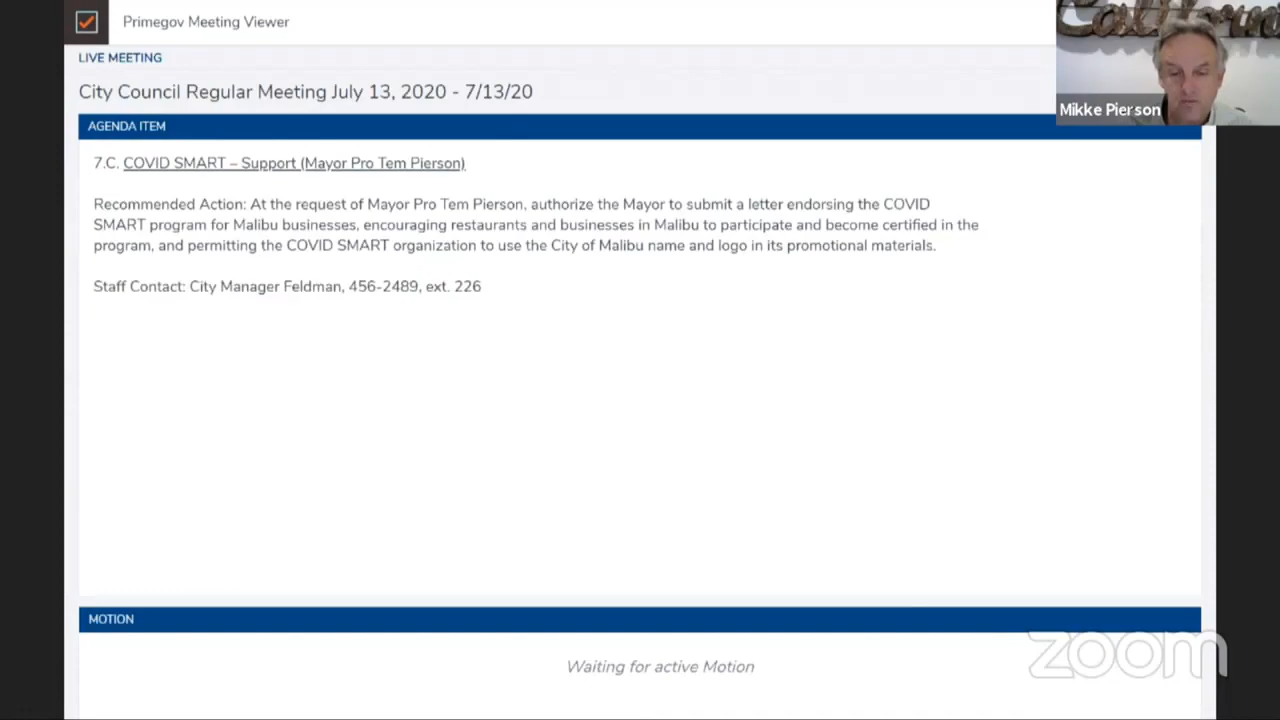 Primegov Meeting Viewer
LIVE MEETING
City Council Regular Meeting July 13, 2020 - 7/13/20
Mikke Pierson
AGENDA ITEM
7.C. COVID SMART – Support (Mayor Pro Tem Pierson)
Recommended Action: At the request of Mayor Pro Tem Pierson, authorize the Mayor to submit a letter endorsing the COVID
SMART program for Malibu businesses, encouraging restaurants and businesses in Malibu to participate and become certified in the
program, and permitting the COVID SMART organization to use the City of Malibu name and logo in its promotional materials.
Staff Contact: City Manager Feldman, 456-2489, ext. 226
MOTION
Waiting for active Motion
zoom